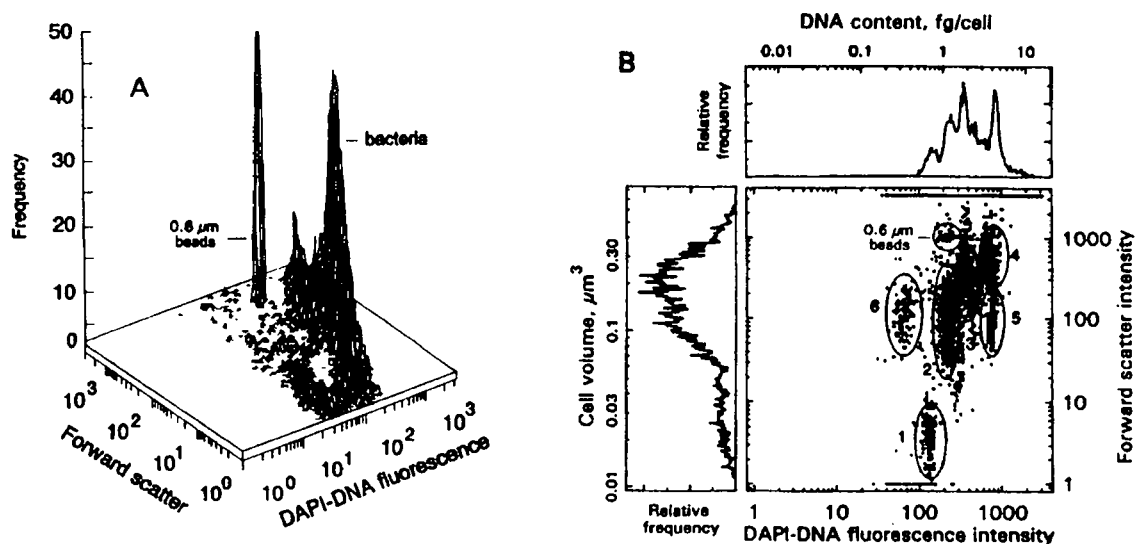 A
50
40
30
20
10
0
Frequency
bacteria
0.6 µm
beads
10³
10²
10¹
10⁰
Forward scatter
10⁰
10¹
10²
10³
DAPI-DNA fluorescence
B
DNA content, fg/cell
0.01
0.1
1
10
Relative
frequency
Cell volume, µm³
0.30
0.1
0.03
0.01
Relative
frequency
0.6 µm
beads
1
2
3
4
5
6
1000
100
10
1
Forward scatter intensity
1
10
100
1000
DAPI-DNA fluorescence intensity